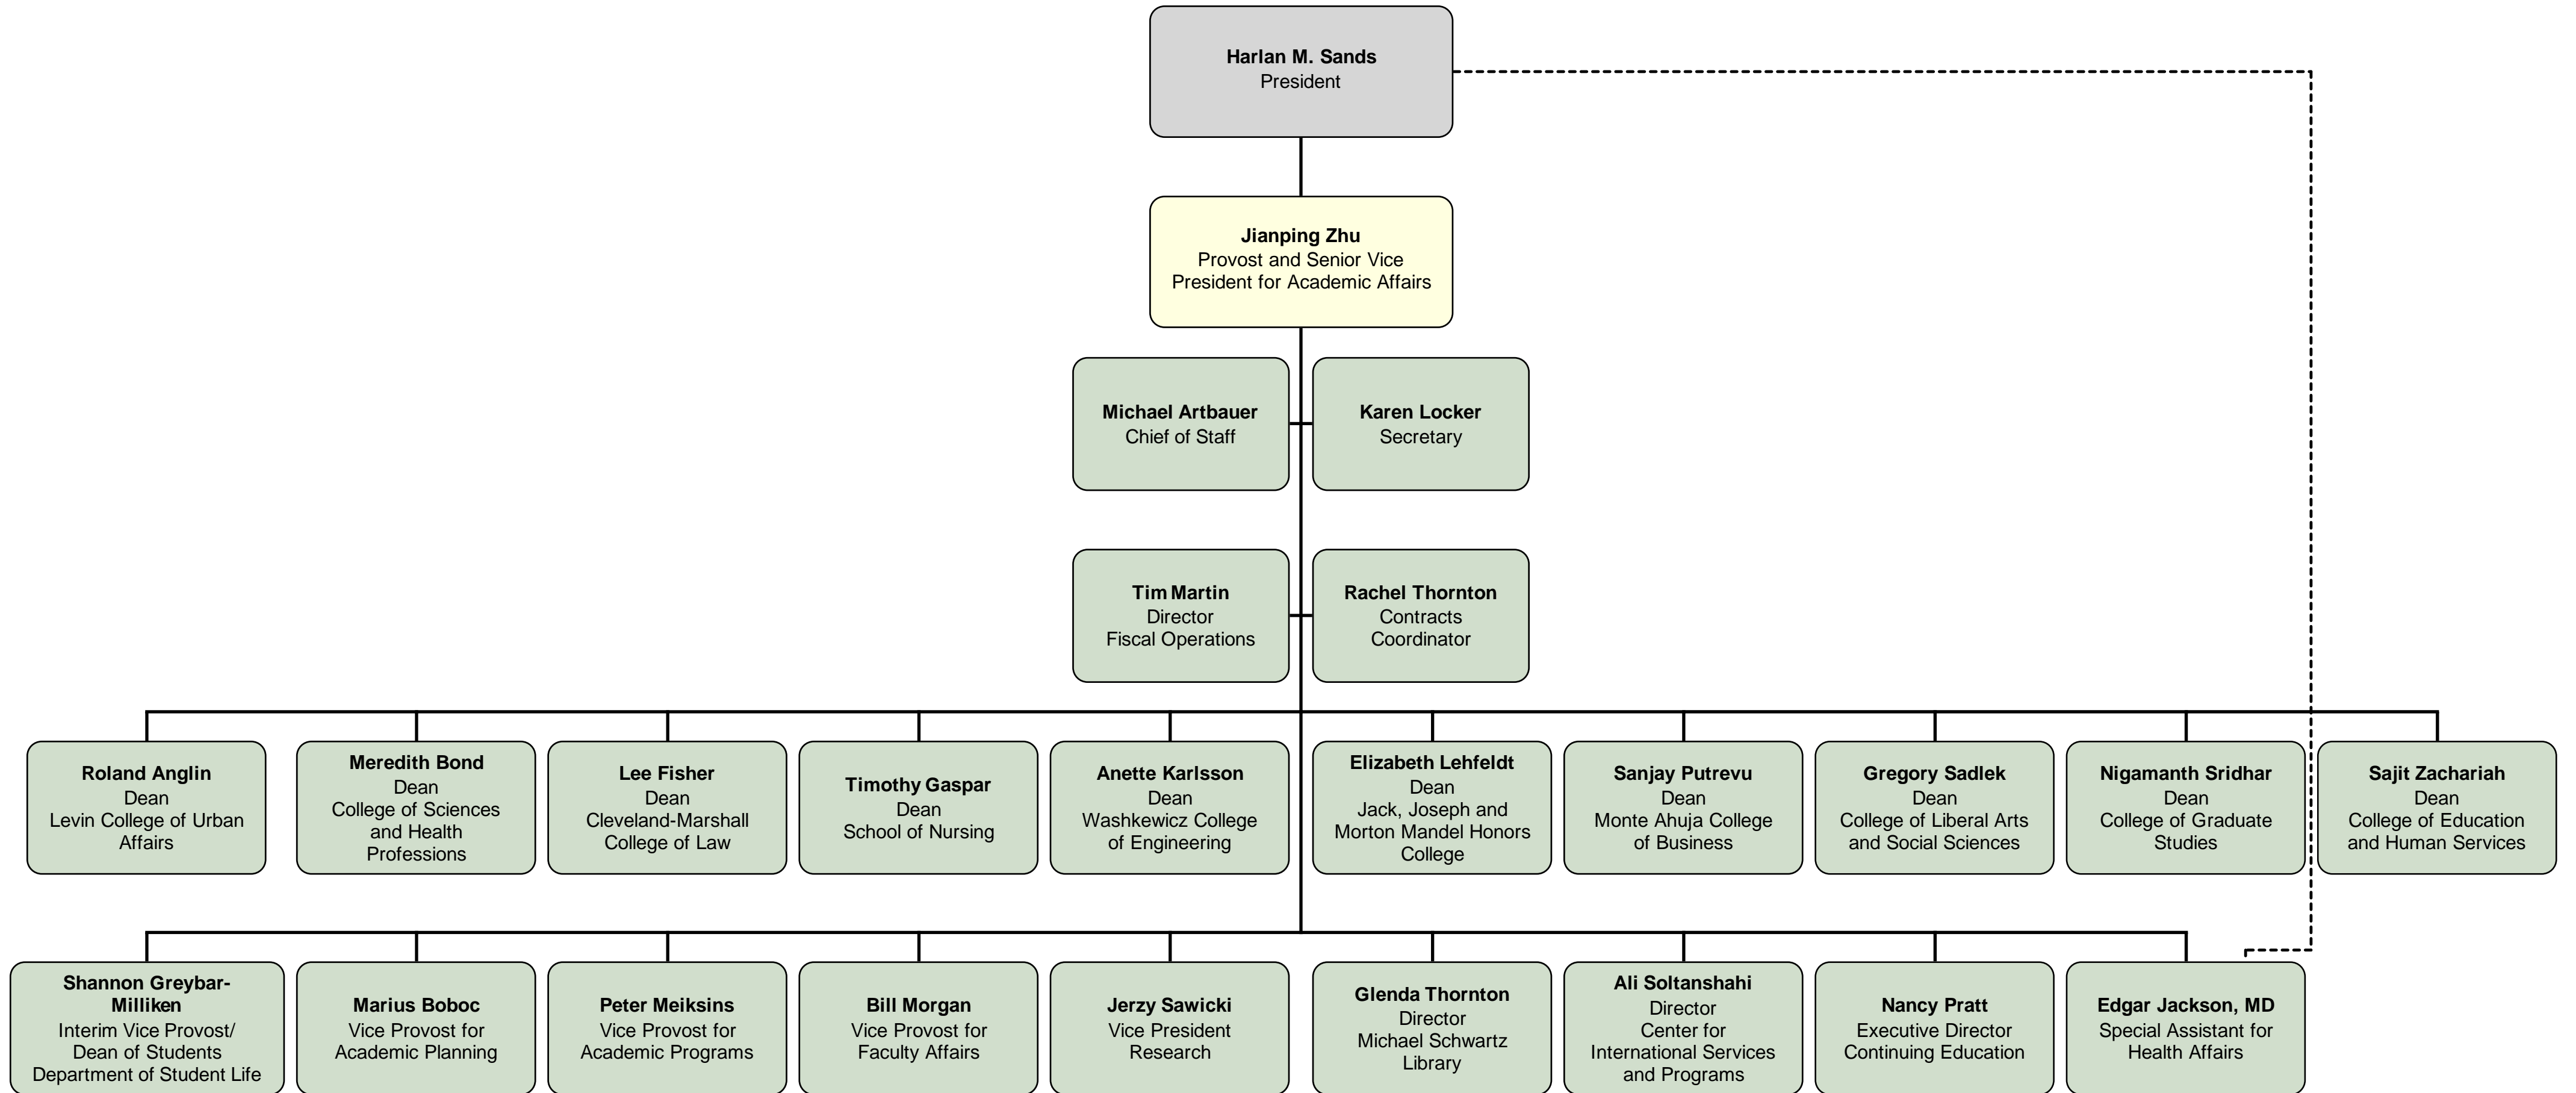 Harlan M. Sands
President
Jianping Zhu
Provost and Senior Vice
President for Academic Affairs
Michael Artbauer
Chief of Staff
Karen Locker
Secretary
Tim Martin
Director
Fiscal Operations
Rachel Thornton
Contracts
Coordinator
Roland Anglin
Dean
Levin College of Urban
Affairs
Meredith Bond
Dean
College of Sciences
and Health
Professions
Lee Fisher
Dean
Cleveland-Marshall
College of Law
Timothy Gaspar
Dean
School of Nursing
Anette Karlsson
Dean
Washkewicz College
of Engineering
Elizabeth Lehfeldt
Dean
Jack, Joseph and
Morton Mandel Honors
College
Sanjay Putrevu
Dean
Monte Ahuja College
of Business
Gregory Sadlek
Dean
College of Liberal Arts
and Social Sciences
Nigamanth Sridhar
Dean
College of Graduate
Studies
Sajit Zachariah
Dean
College of Education
and Human Services
Shannon Greybar-
Milliken
Interim Vice Provost/
Dean of Students
Department of Student Life
Marius Boboc
Vice Provost for
Academic Planning
Peter Meiksins
Vice Provost for
Academic Programs
Bill Morgan
Vice Provost for
Faculty Affairs
Jerzy Sawicki
Vice President
Research
Glenda Thornton
Director
Michael Schwartz
Library
Ali Soltanshahi
Director
Center for
International Services
and Programs
Nancy Pratt
Executive Director
Continuing Education
Edgar Jackson, MD
Special Assistant for
Health Affairs